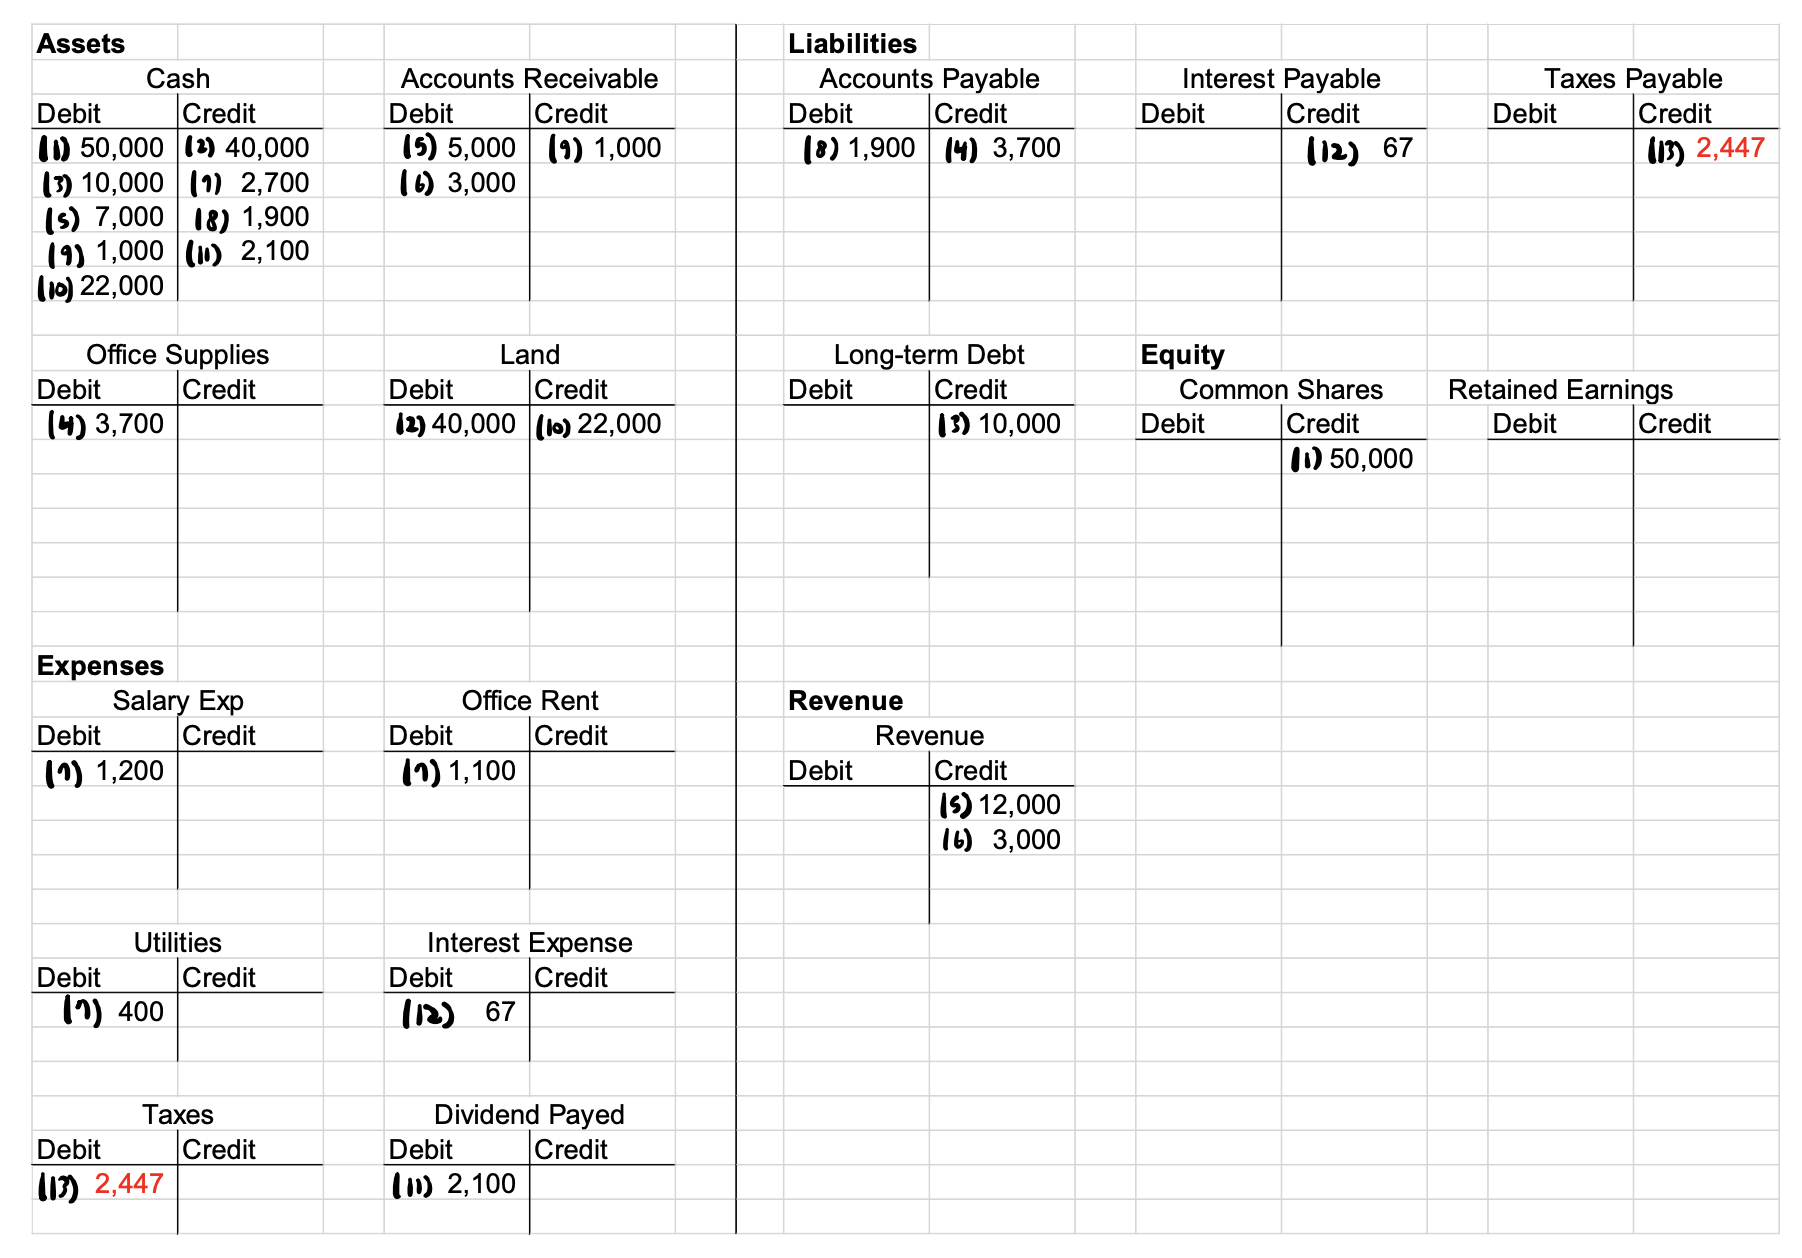 Assets Liabilities
Cash Accounts Receivable Accounts Payable Interest Payable Taxes Payable
Debit Credit Debit Credit Debit Credit Debit Credit Debit Credit
(1) 50,000 (2) 40,000 (5) 5,000 (9) 1,000 (8) 1,900 (4) 3,700 (12) 67 (13) 2,447
(3) 10,000 (7) 2,700 (6) 3,000
(5) 7,000 (8) 1,900
(9) 1,000 (11) 2,100
(10) 22,000
Office Supplies Land Long-term Debt Equity
Debit Credit Debit Credit Debit Credit Common Shares Retained Earnings
(4) 3,700 (2) 40,000 (10) 22,000 (3) 10,000 Debit Credit Debit Credit
(1) 50,000
Expenses
Salary Exp Office Rent Revenue
Debit Credit Debit Credit Revenue
(7) 1,200 (7) 1,100 Debit Credit
(5) 12,000
(6) 3,000
Utilities Interest Expense
Debit Credit Debit Credit
(7) 400 (12) 67
Taxes Dividend Payed
Debit Credit Debit Credit
(13) 2,447 (11) 2,100